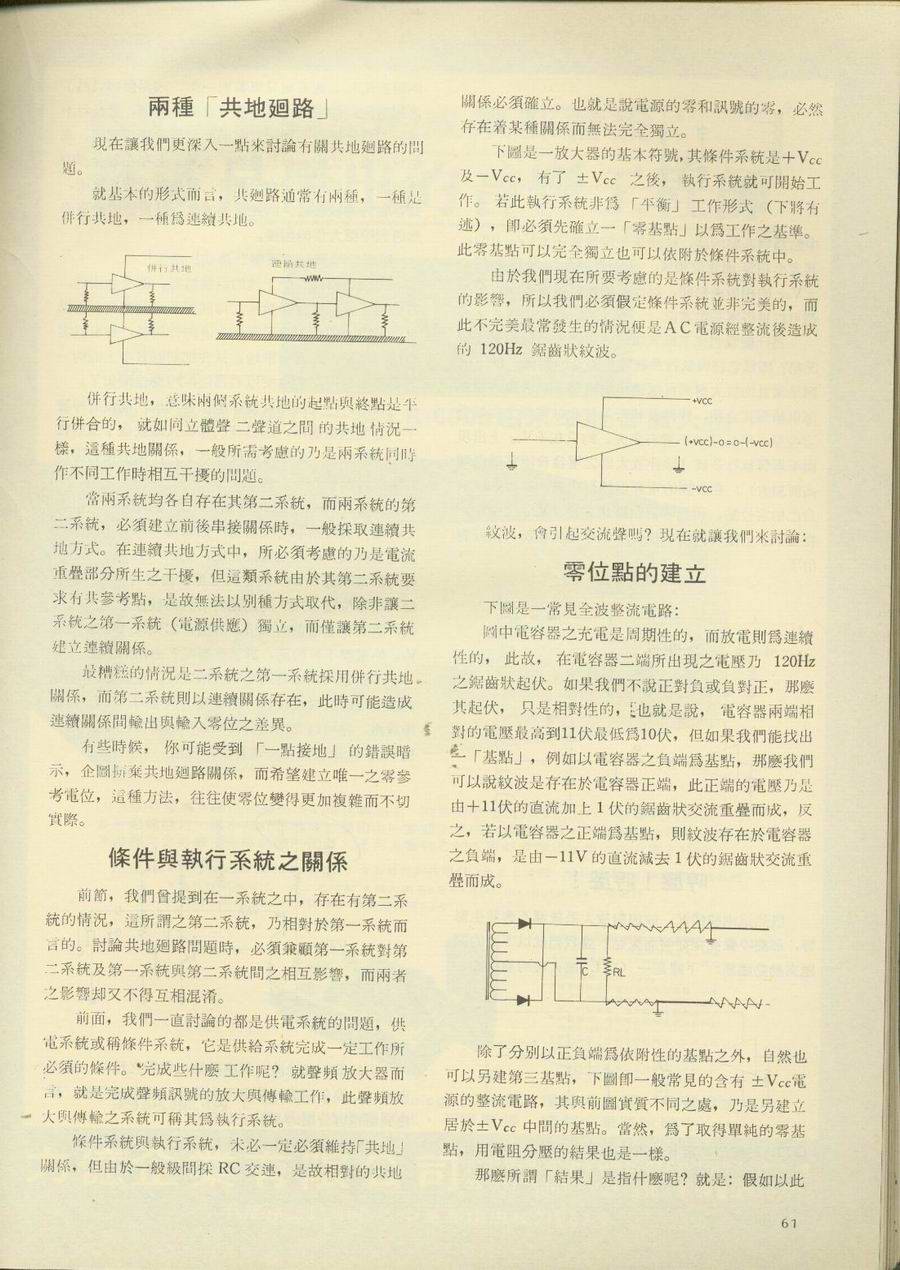 兩種「共地廻路」
現在讓我們更深入一點來討論有關共地廻路的問
題。
就基本的形式而言，共廻路通常有兩種，一種是
併行共地，一種爲連續共地。
併行共地
連續共地
併行共地，意味兩個系統共地的起點與終點是平
行併合的， 就如同立體聲 二聲道之間 的共地 情況一
樣，這種共地關係，一般所需考慮的乃是兩系統同時
作不同工作時相互干擾的問題。
當兩系統均各自存在其第二系統，而兩系統的第
二系統，必須建立前後串接關係時，一般採取連續共
地方式。在連續共地方式中，所必須考慮的乃是電流
重疊部分所生之干擾，但這類系統由於其第二系統要
求有共參考點，是故無法以別種方式取代，除非讓二
系統之第一系統（電源供應）獨立，而僅讓第二系統
建立連續關係。
最糟糕的情況是二系統之第一系統採用併行共地
關係，而第二系統則以連續關係存在，此時可能造成
連續關係間輸出與輸入零位之差異。
有些時候， 你可能受到 「一點接地」 的錯誤暗
示，企圖摒棄共地廻路關係，而希望建立唯一之零參
考電位，這種方法，往往使零位變得更加複雜而不切
實際。
條件與執行系統之關係
前節，我們曾提到在一系統之中，存在有第二系
統的情況，這所謂之第二系統，乃相對於第一系統而
言的。討論共地廻路問題時，必須兼顧第一系統對第
二系統及第一系統與第二系統間之相互影響，而兩者
之影響却又不得互相混淆。
前面，我們一直討論的都是供電系統的問題，供
電系統或稱條件系統，它是供給系統完成一定工作所
必須的條件。完成些什麼 工作呢？ 就聲頻 放大器而
言，就是完成聲頻訊號的放大與傳輸工作，此聲頻放
大與傳輸之系統可稱其爲執行系統。
條件系統與執行系統，未必一定必須維持「共地」
關係，但由於一般級間採 RC 交連，是故相對的共地
關係必須確立。也就是說電源的零和訊號的零，必然
存在着某種關係而無法完全獨立。
下圖是一放大器的基本符號，其條件系統是＋Vcc
及－Vcc， 有了 ±Vcc 之後， 執行系統就可開始工
作。 若此執行系統非爲 「平衡」 工作形式 （下將有
述），卽必須先確立一「零基點」以爲工作之基準。
此零基點可以完全獨立也可以依附於條件系統中。
由於我們現在所要考慮的是條件系統對執行系統
的影響，所以我們必須假定條件系統並非完美的，而
此不完美最常發生的情況便是AC電源經整流後造成
的 120Hz 鋸齒狀紋波。
+VCC
(+VCC)-0=0-(-VCC)
-VCC
紋波，會引起交流聲嗎？現在就讓我們來討論：
零位點的建立
下圖是一常見全波整流電路：
圖中電容器之充電是周期性的，而放電則爲連續
性的， 此故， 在電容器二端所出現之電壓乃 120Hz
之鋸齒狀起伏。如果我們不說正對負或負對正，那麼
其起伏， 只是相對性的，也就是說， 電容器兩端相
對的電壓最高到11伏最低爲10伏，但如果我們能找出
一「基點」，例如以電容器之負端爲基點，那麼我們
可以說紋波是存在於電容器正端，此正端的電壓乃是
由＋11伏的直流加上 1 伏的鋸齒狀交流重疊而成，反
之，若以電容器之正端爲基點，則紋波存在於電容器
之負端，是由－11V 的直流減去 1 伏的鋸齒狀交流重
疊而成。
C
RL
除了分別以正負端爲依附性的基點之外，自然也
可以另建第三基點，下圖卽一般常見的含有 ±Vcc電
源的整流電路，其與前圖實質不同之處，乃是另建立
居於±Vcc 中間的基點。當然，爲了取得單純的零基
點，用電阻分壓的結果也是一樣。
那麼所謂「結果」是指什麼呢？就是：假如以此
61